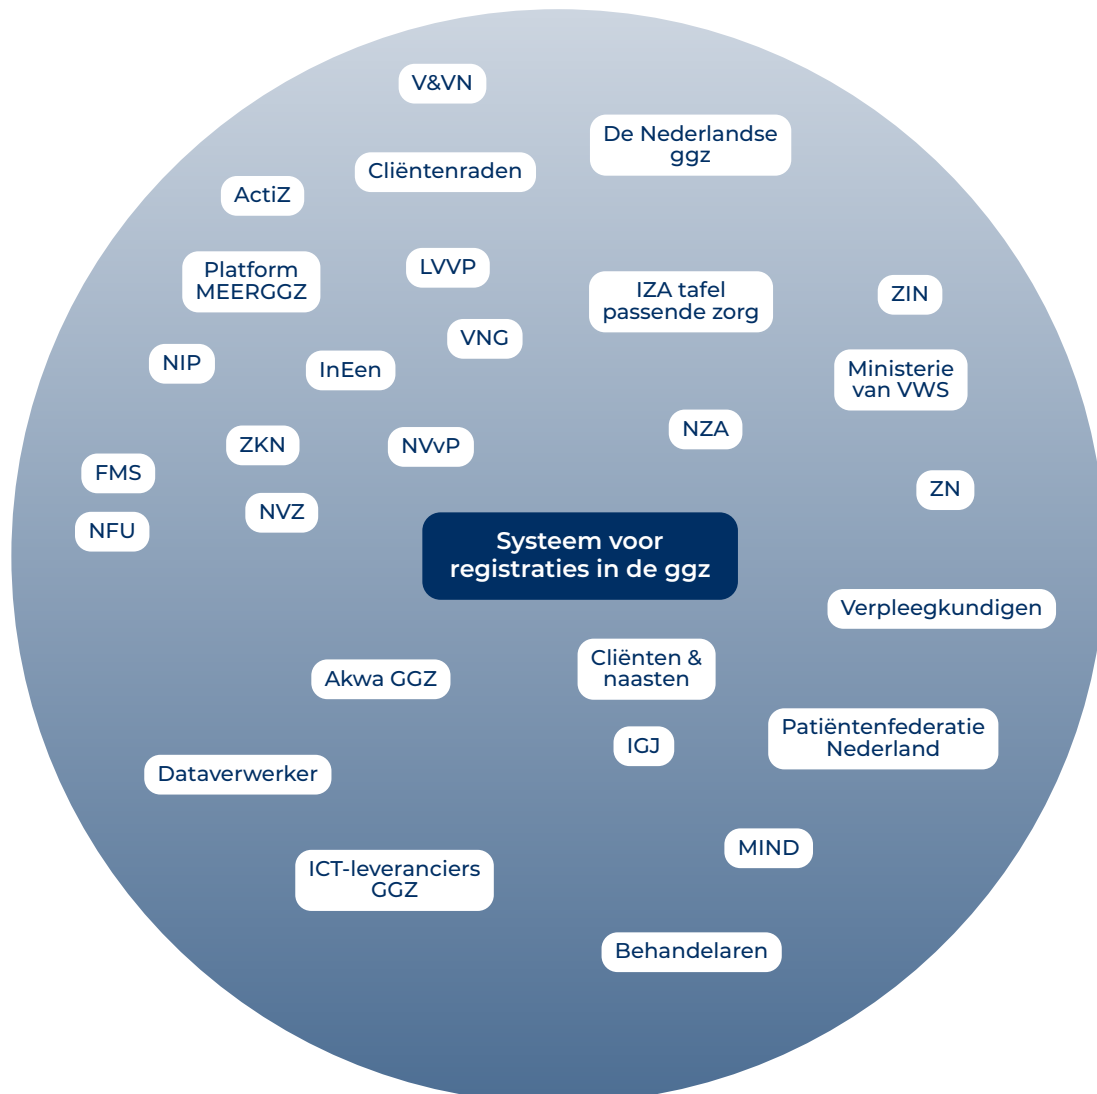 V&VN
De Nederlandse
ggz
Cliëntenraden
ActiZ
Platform
MEERGGZ
LVVP
IZA tafel
passende zorg
ZIN
VNG
NIP
InEen
Ministerie
van VWS
NZA
ZKN
NVvP
FMS
ZN
NVZ
NFU
Systeem voor
registraties in de ggz
Verpleegkundigen
Cliënten &
naasten
Akwa GGZ
Patiëntenfederatie
Nederland
IGJ
Dataverwerker
MIND
ICT-leveranciers
GGZ
Behandelaren